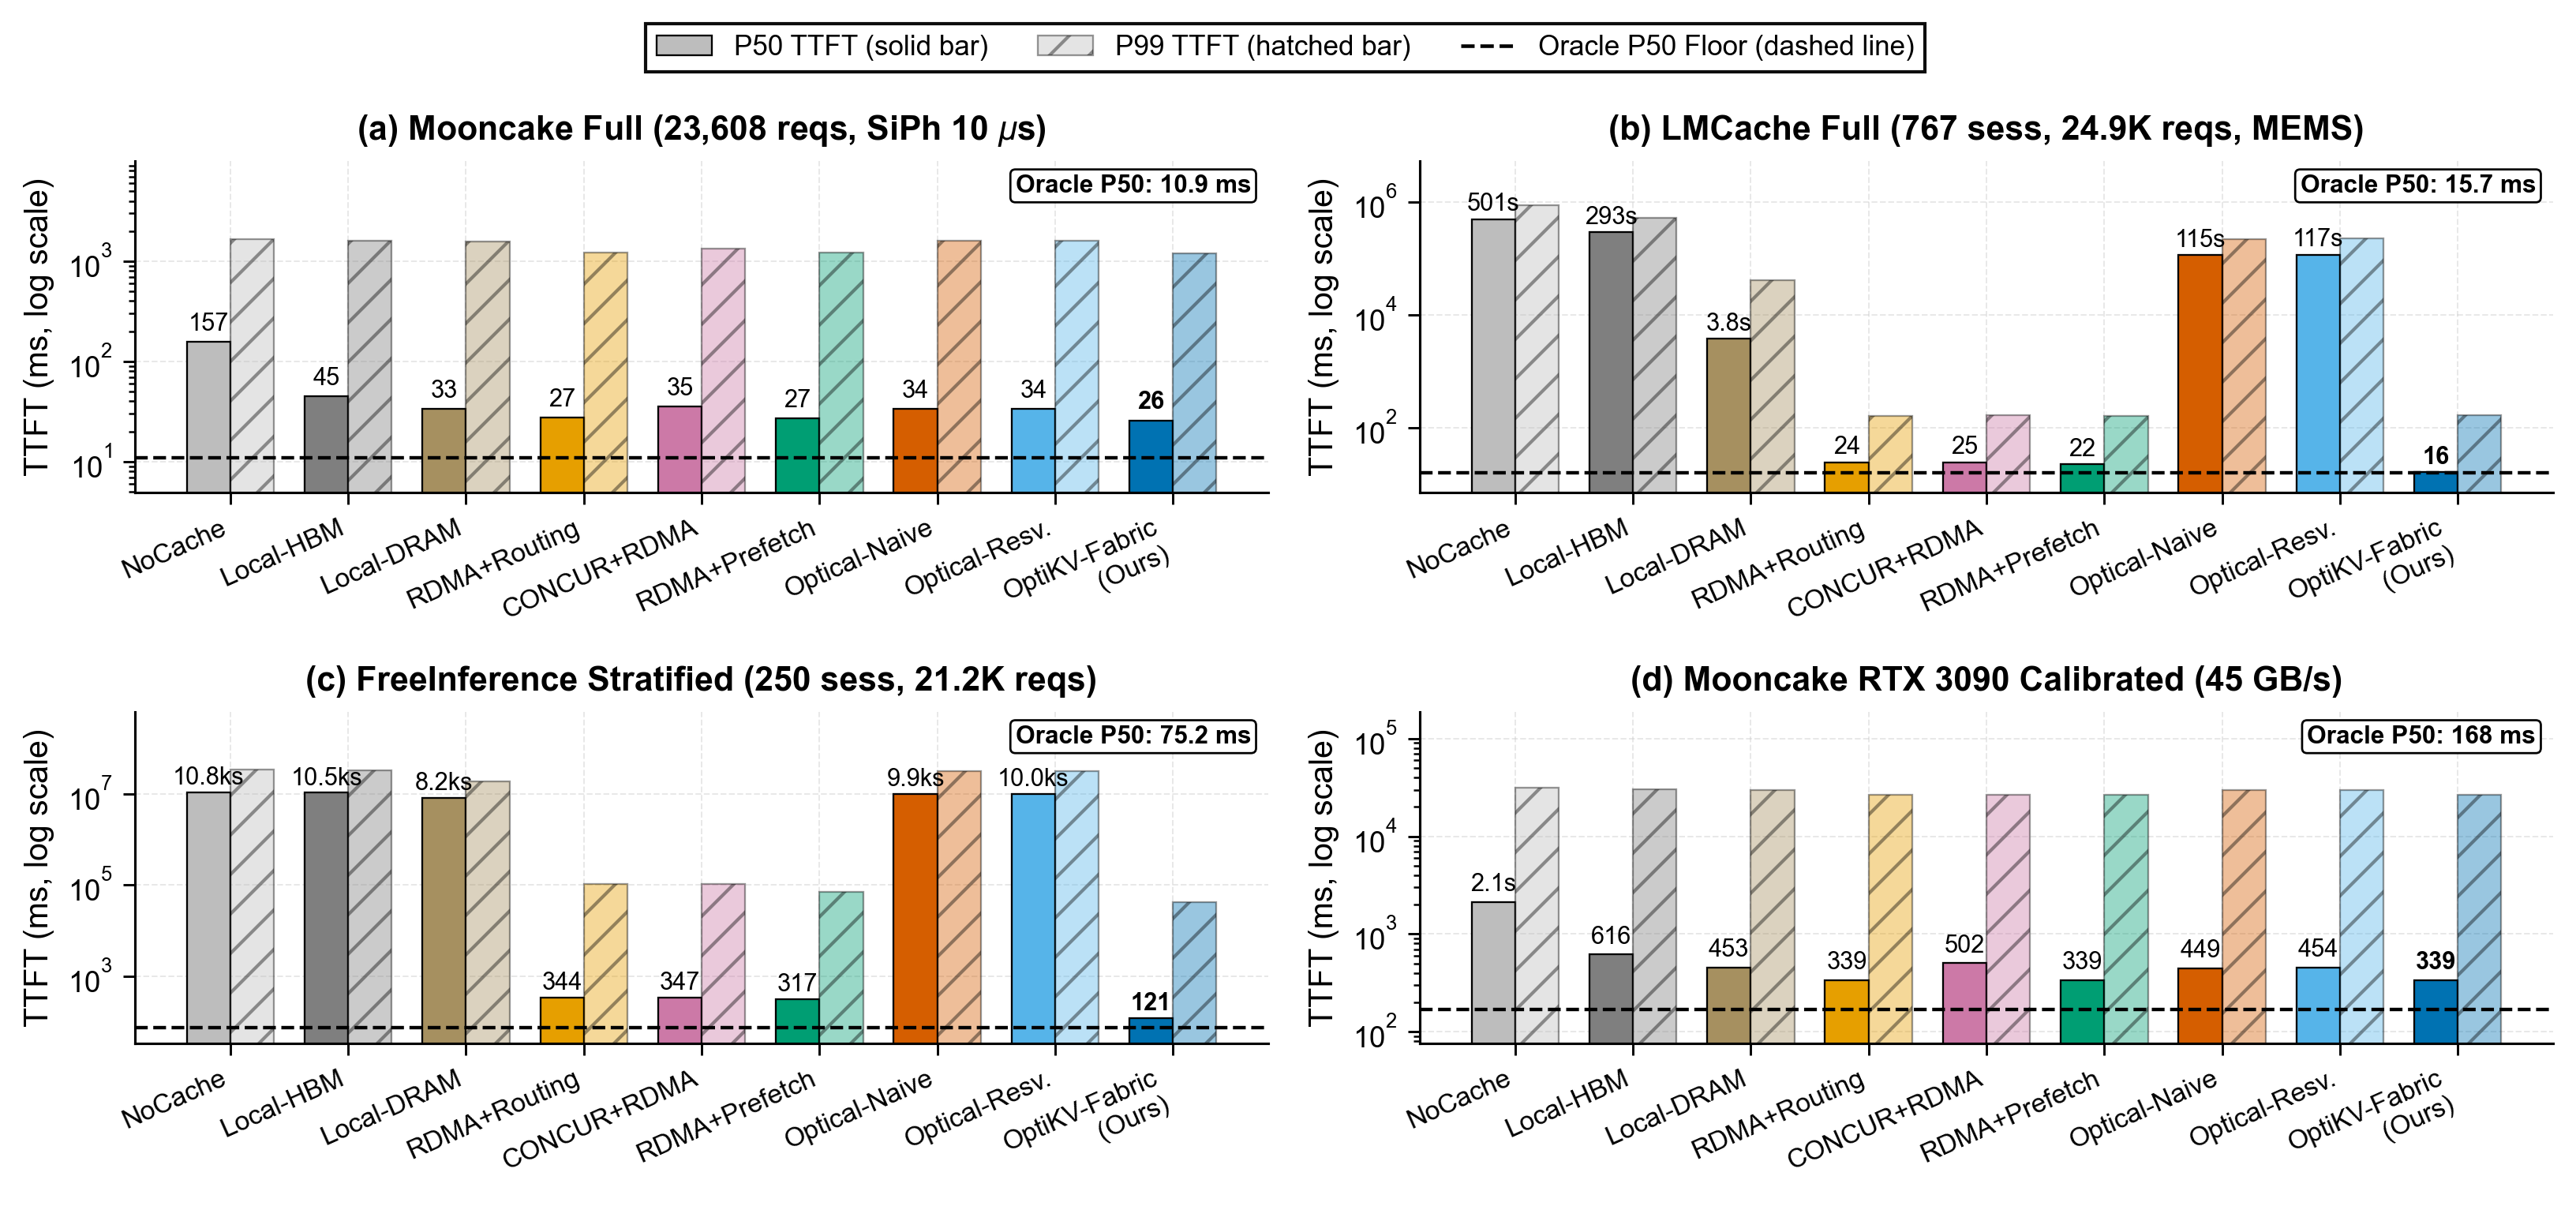 P50 TTFT (solid bar) P99 TTFT (hatched bar) Oracle P50 Floor (dashed line)
(a) Mooncake Full (23,608 reqs, SiPh 10 μs)
Oracle P50: 10.9 ms
TTFT (ms, log scale)
10^3
10^2
10^1
157
45
33
27
35
27
34
34
26
NoCache
Local-HBM
Local-DRAM
RDMA+Routing
CONCUR+RDMA
RDMA+Prefetch
Optical-Naive
Optical-Resv.
OptiKV-Fabric
(Ours)
(b) LMCache Full (767 sess, 24.9K reqs, MEMS)
Oracle P50: 15.7 ms
TTFT (ms, log scale)
10^6
10^4
10^2
501s
293s
3.8s
24
25
22
115s
117s
16
NoCache
Local-HBM
Local-DRAM
RDMA+Routing
CONCUR+RDMA
RDMA+Prefetch
Optical-Naive
Optical-Resv.
OptiKV-Fabric
(Ours)
(c) FreeInference Stratified (250 sess, 21.2K reqs)
Oracle P50: 75.2 ms
TTFT (ms, log scale)
10^7
10^5
10^3
10.8ks
10.5ks
8.2ks
344
347
317
9.9ks
10.0ks
121
NoCache
Local-HBM
Local-DRAM
RDMA+Routing
CONCUR+RDMA
RDMA+Prefetch
Optical-Naive
Optical-Resv.
OptiKV-Fabric
(Ours)
(d) Mooncake RTX 3090 Calibrated (45 GB/s)
Oracle P50: 168 ms
TTFT (ms, log scale)
10^5
10^4
10^3
10^2
2.1s
616
453
339
502
339
449
454
339
NoCache
Local-HBM
Local-DRAM
RDMA+Routing
CONCUR+RDMA
RDMA+Prefetch
Optical-Naive
Optical-Resv.
OptiKV-Fabric
(Ours)